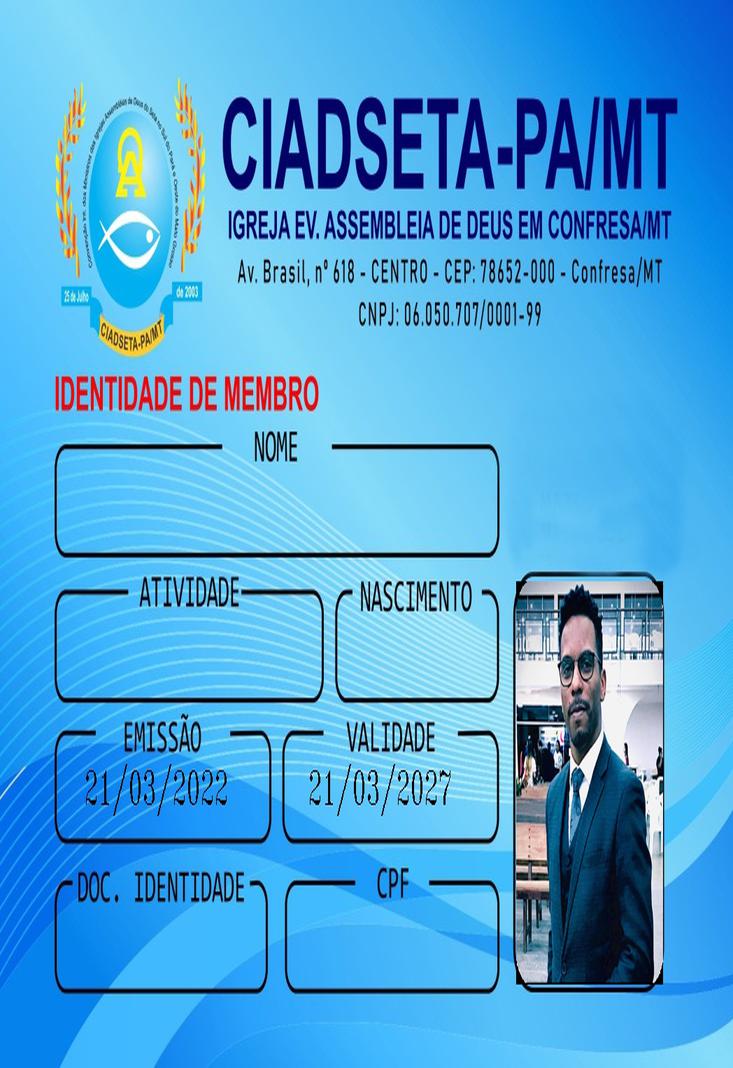 CIADSETA-PA/MT
IGREJA EV. ASSEMBLEIA DE DEUS EM CONFRESA/MT
Av. Brasil, nº 618 - CENTRO - CEP: 78652-000 - Confresa/MT
CNPJ: 06.050.707/0001-99
25 de Julho
de 2003
CIADSETA-PA/MT
IDENTIDADE DE MEMBRO
NOME
ATIVIDADE
NASCIMENTO
EMISSÃO
VALIDADE
21/03/2022
21/03/2027
DOC. IDENTIDADE
CPF